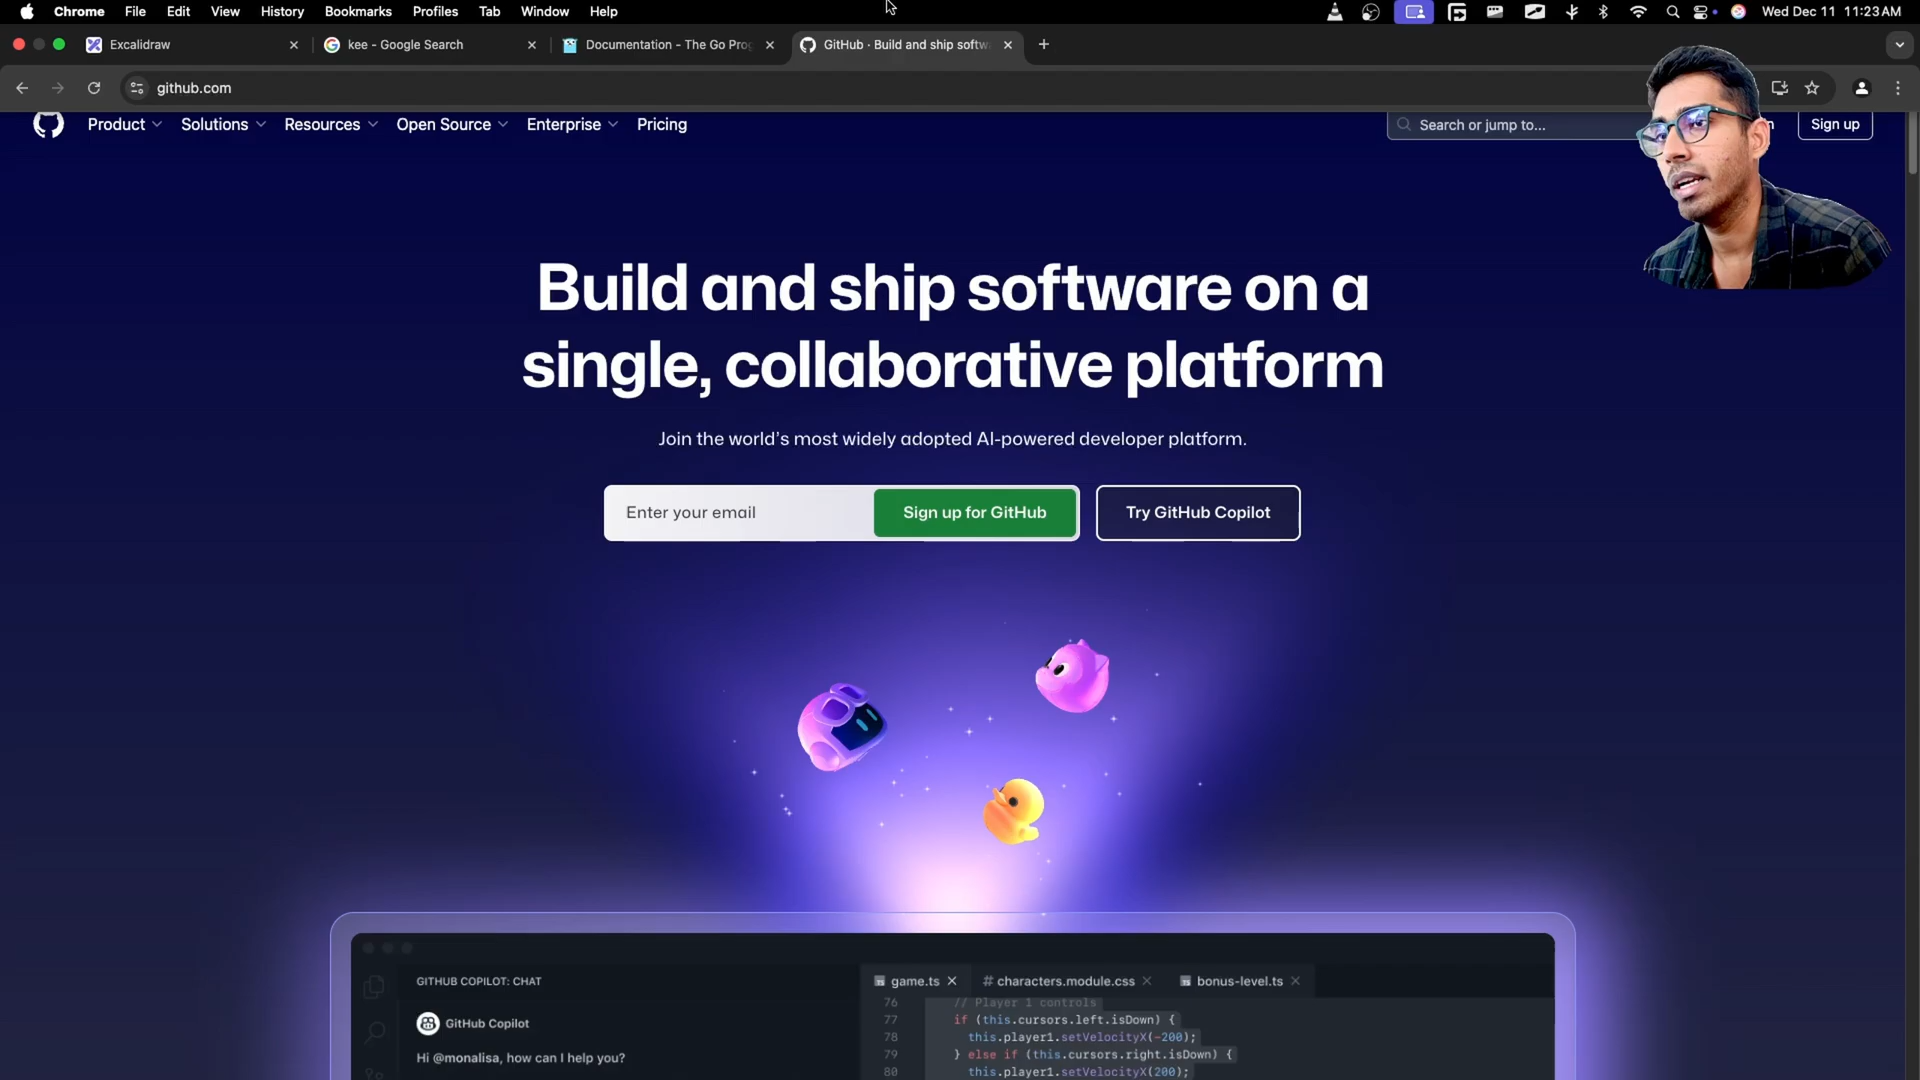 Chrome File Edit View History Bookmarks Profiles Tab Window Help
Wed Dec 11 11:23 AM
Excalidraw
kee - Google Search
Documentation - The Go Prog
GitHub · Build and ship softw
github.com
Product Solutions Resources Open Source Enterprise Pricing
Search or jump to...
Sign up
Build and ship software on a
single, collaborative platform
Join the world's most widely adopted AI-powered developer platform.
Enter your email
Sign up for GitHub
Try GitHub Copilot
GITHUB COPILOT: CHAT
GitHub Copilot
Hi @monalisa, how can I help you?
game.ts
# characters.module.css
bonus-level.ts
76 // Player 1 controls
77 if (this.cursors.left.isDown) {
78 this.player1.setVelocityX(-200);
79 } else if (this.cursors.right.isDown) {
80 this.player1.setVelocityX(200);